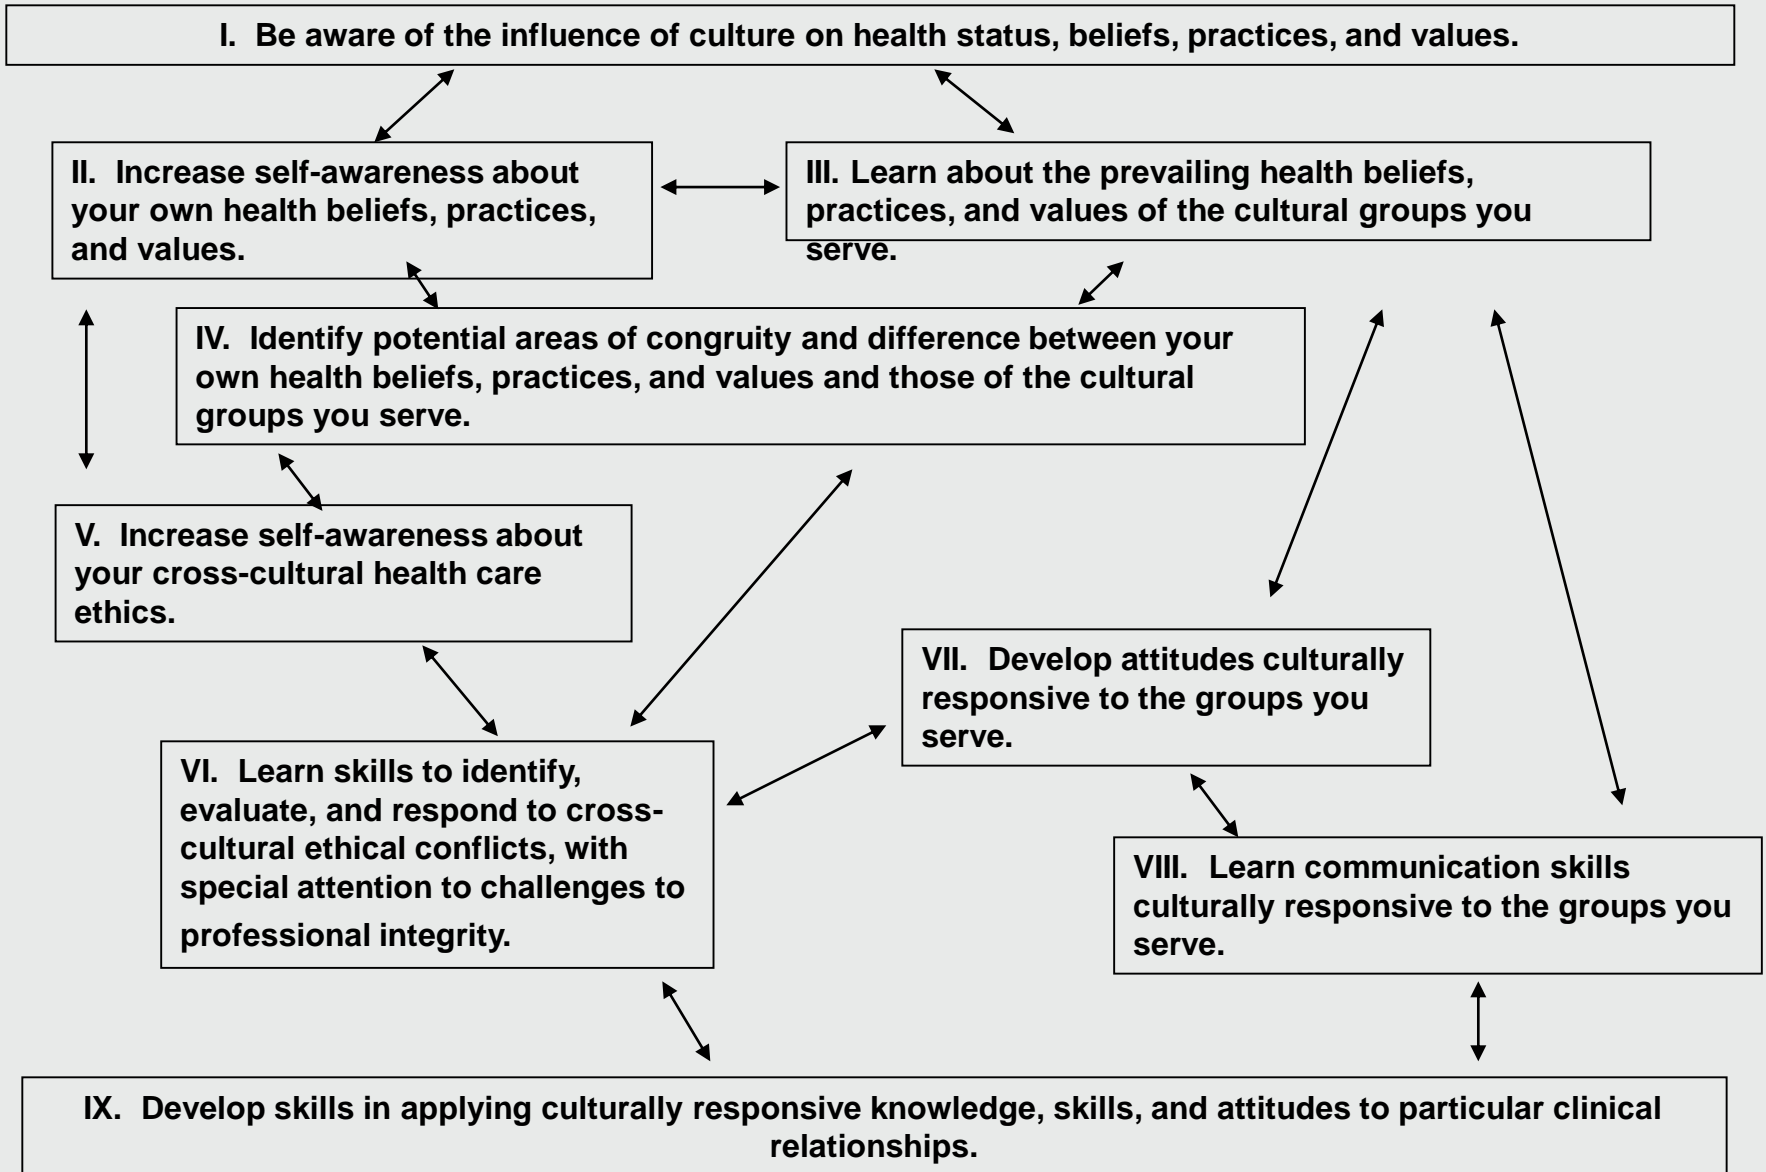 I. Be aware of the influence of culture on health status, beliefs, practices, and values.
II. Increase self-awareness about
your own health beliefs, practices,
and values.
III. Learn about the prevailing health beliefs,
practices, and values of the cultural groups you
serve.
IV. Identify potential areas of congruity and difference between your
own health beliefs, practices, and values and those of the cultural
groups you serve.
V. Increase self-awareness about
your cross-cultural health care
ethics.
VII. Develop attitudes culturally
responsive to the groups you
serve.
VI. Learn skills to identify,
evaluate, and respond to cross-
cultural ethical conflicts, with
special attention to challenges to
professional integrity.
VIII. Learn communication skills
culturally responsive to the groups you
serve.
IX. Develop skills in applying culturally responsive knowledge, skills, and attitudes to particular clinical
relationships.